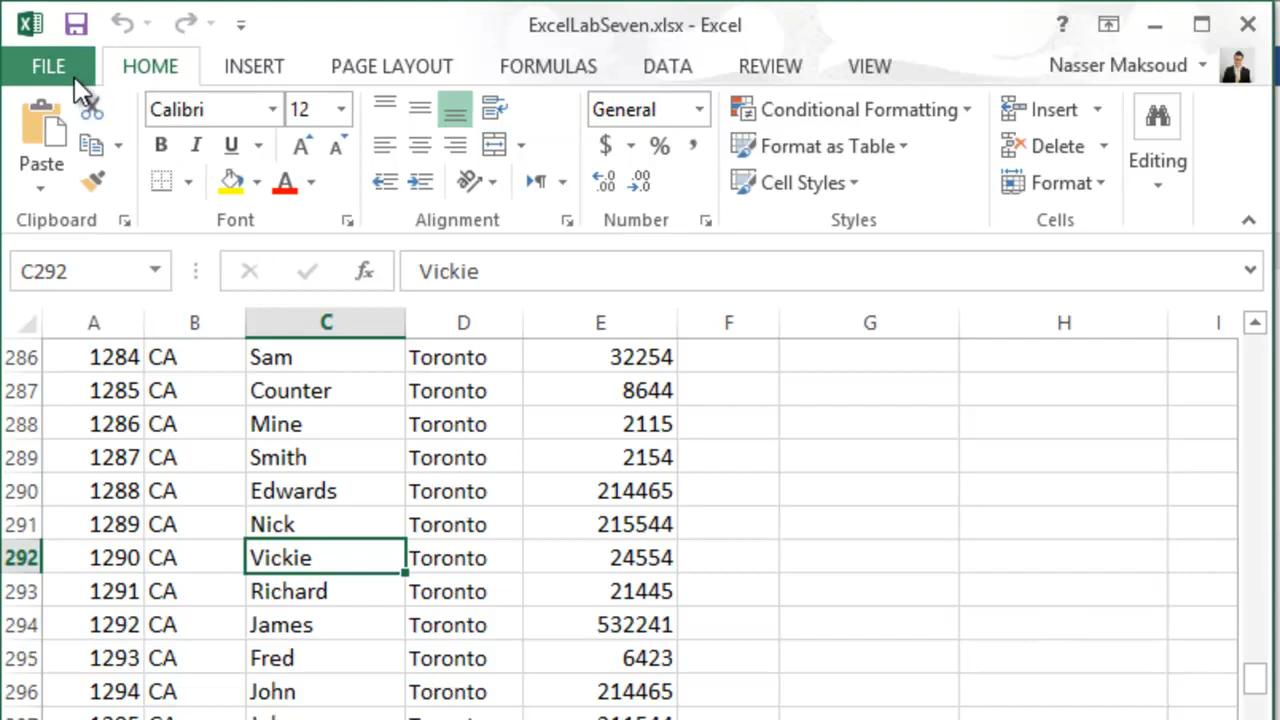 ExcelLabSeven.xlsx - Excel
?
FILE HOME INSERT PAGE LAYOUT FORMULAS DATA REVIEW VIEW Nasser Maksoud
Paste
Clipboard
Calibri 12
B I U A A
A
Font
Alignment
General
$ % ,
.0 .00
.00 .0
Number
Conditional Formatting
Format as Table
Cell Styles
Styles
Insert
Delete
Format
Cells
Editing
C292 fx Vickie
A B C D E F G H I
286 1284 CA Sam Toronto 32254
287 1285 CA Counter Toronto 8644
288 1286 CA Mine Toronto 2115
289 1287 CA Smith Toronto 2154
290 1288 CA Edwards Toronto 214465
291 1289 CA Nick Toronto 215544
292 1290 CA Vickie Toronto 24554
293 1291 CA Richard Toronto 21445
294 1292 CA James Toronto 532241
295 1293 CA Fred Toronto 6423
296 1294 CA John Toronto 214465